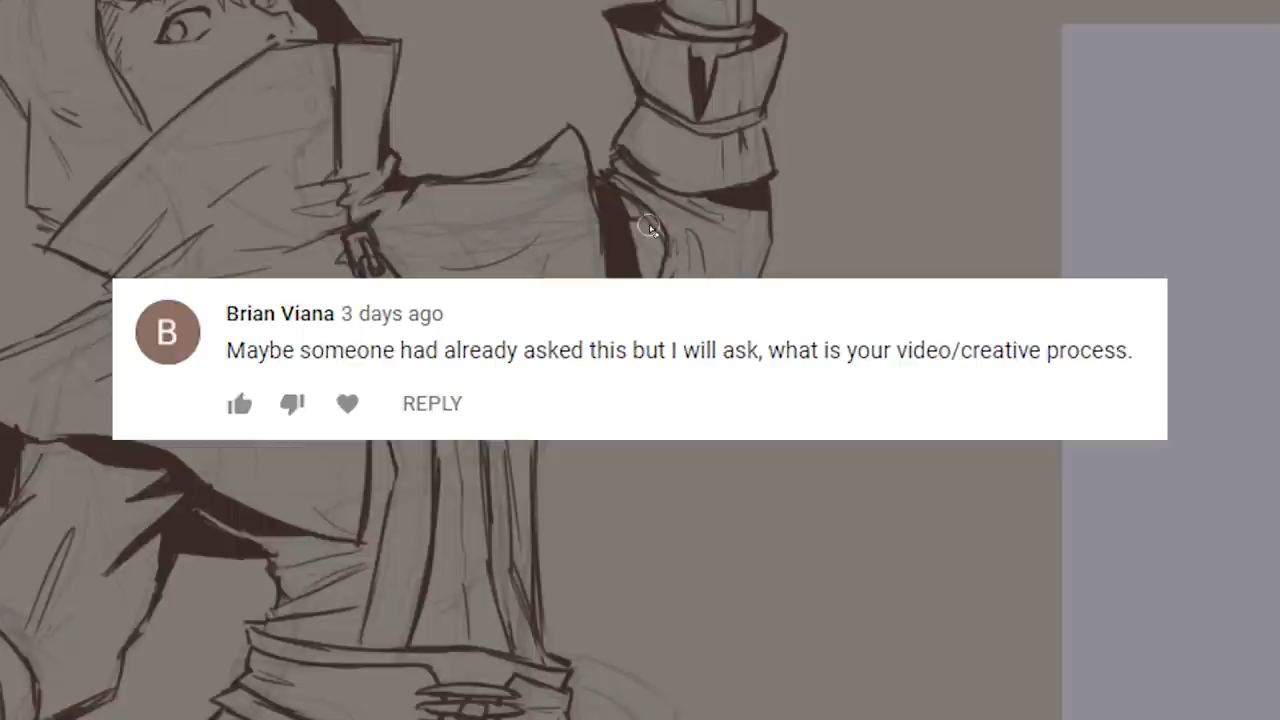 B
Brian Viana 3 days ago
Maybe someone had already asked this but I will ask, what is your video/creative process.
REPLY